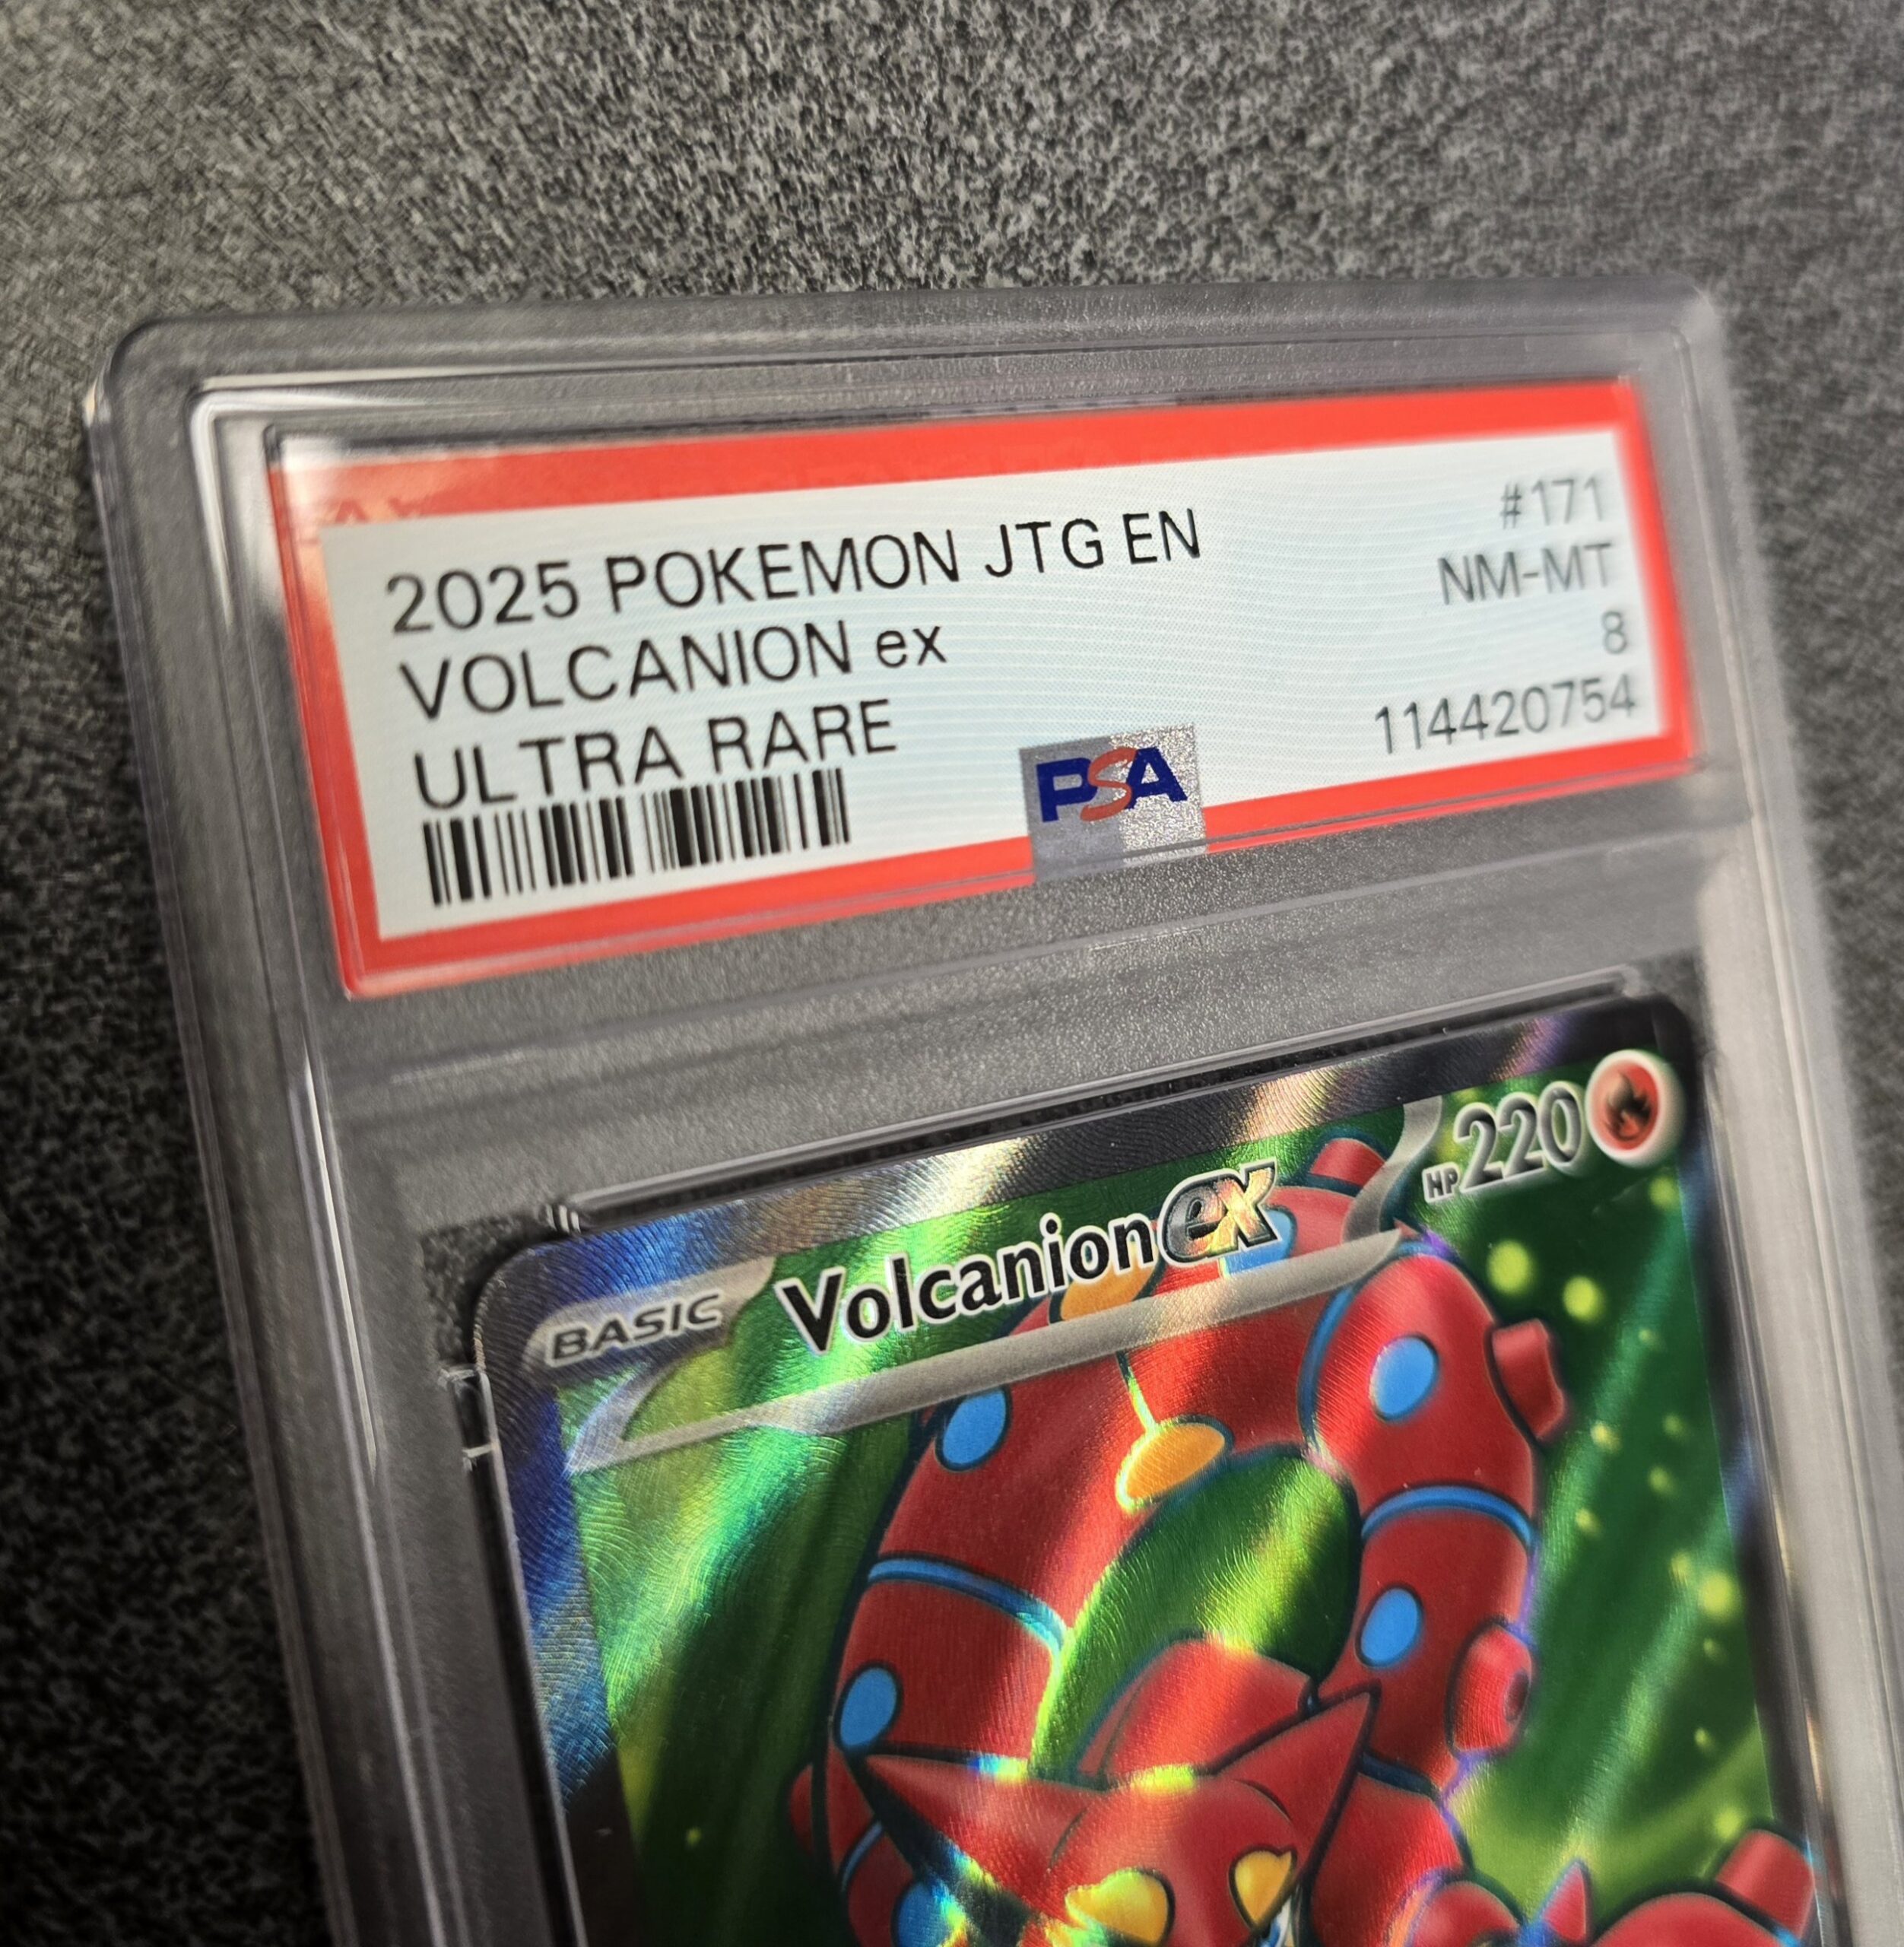 2025 POKEMON JTG EN #171
VOLCANION ex NM-MT
ULTRA RARE 8
114420754
PSA
BASIC Volcanion ex HP 220